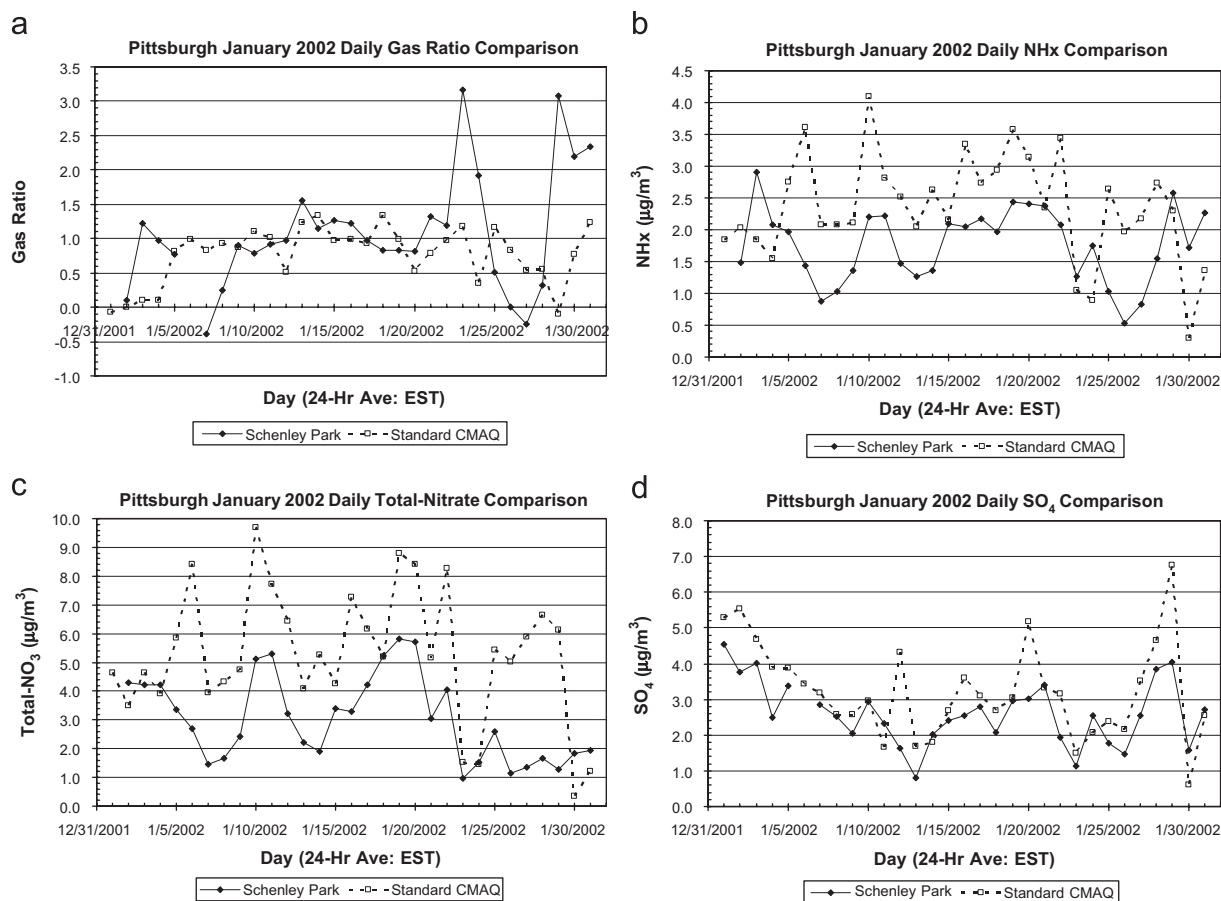 a
Pittsburgh January 2002 Daily Gas Ratio Comparison
3.5
3.0
2.5
2.0
1.5
1.0
0.5
0.0
-0.5
-1.0
Gas Ratio
12/31/2001 1/5/2002 1/10/2002 1/15/2002 1/20/2002 1/25/2002 1/30/2002
Day (24-Hr Ave: EST)
Schenley Park Standard CMAQ
b
Pittsburgh January 2002 Daily NHx Comparison
4.5
4.0
3.5
3.0
2.5
2.0
1.5
1.0
0.5
0.0
NHx (µg/m³)
12/31/2001 1/5/2002 1/10/2002 1/15/2002 1/20/2002 1/25/2002 1/30/2002
Day (24-Hr Ave: EST)
Schenley Park Standard CMAQ
c
Pittsburgh January 2002 Daily Total-Nitrate Comparison
10.0
9.0
8.0
7.0
6.0
5.0
4.0
3.0
2.0
1.0
0.0
Total-NO₃ (µg/m³)
12/31/2001 1/5/2002 1/10/2002 1/15/2002 1/20/2002 1/25/2002 1/30/2002
Day (24-Hr Ave: EST)
Schenley Park Standard CMAQ
d
Pittsburgh January 2002 Daily SO₄ Comparison
8.0
7.0
6.0
5.0
4.0
3.0
2.0
1.0
0.0
SO₄ (µg/m³)
12/31/2001 1/5/2002 1/10/2002 1/15/2002 1/20/2002 1/25/2002 1/30/2002
Day (24-Hr Ave: EST)
Schenley Park Standard CMAQ